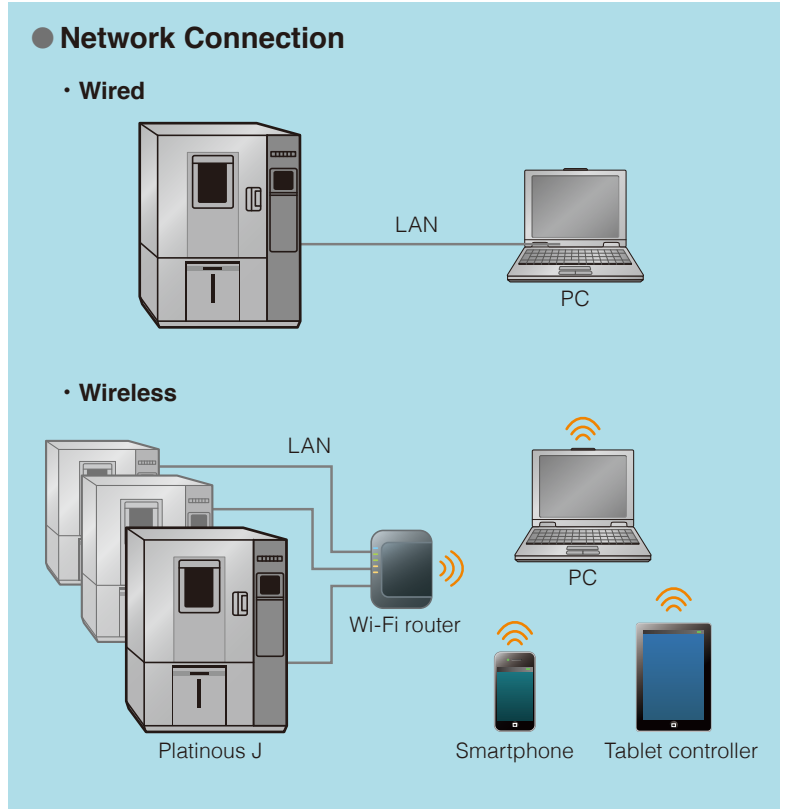 ● Network Connection
・Wired
LAN
PC
・Wireless
LAN
PC
Wi-Fi router
Platinous J
Smartphone
Tablet controller